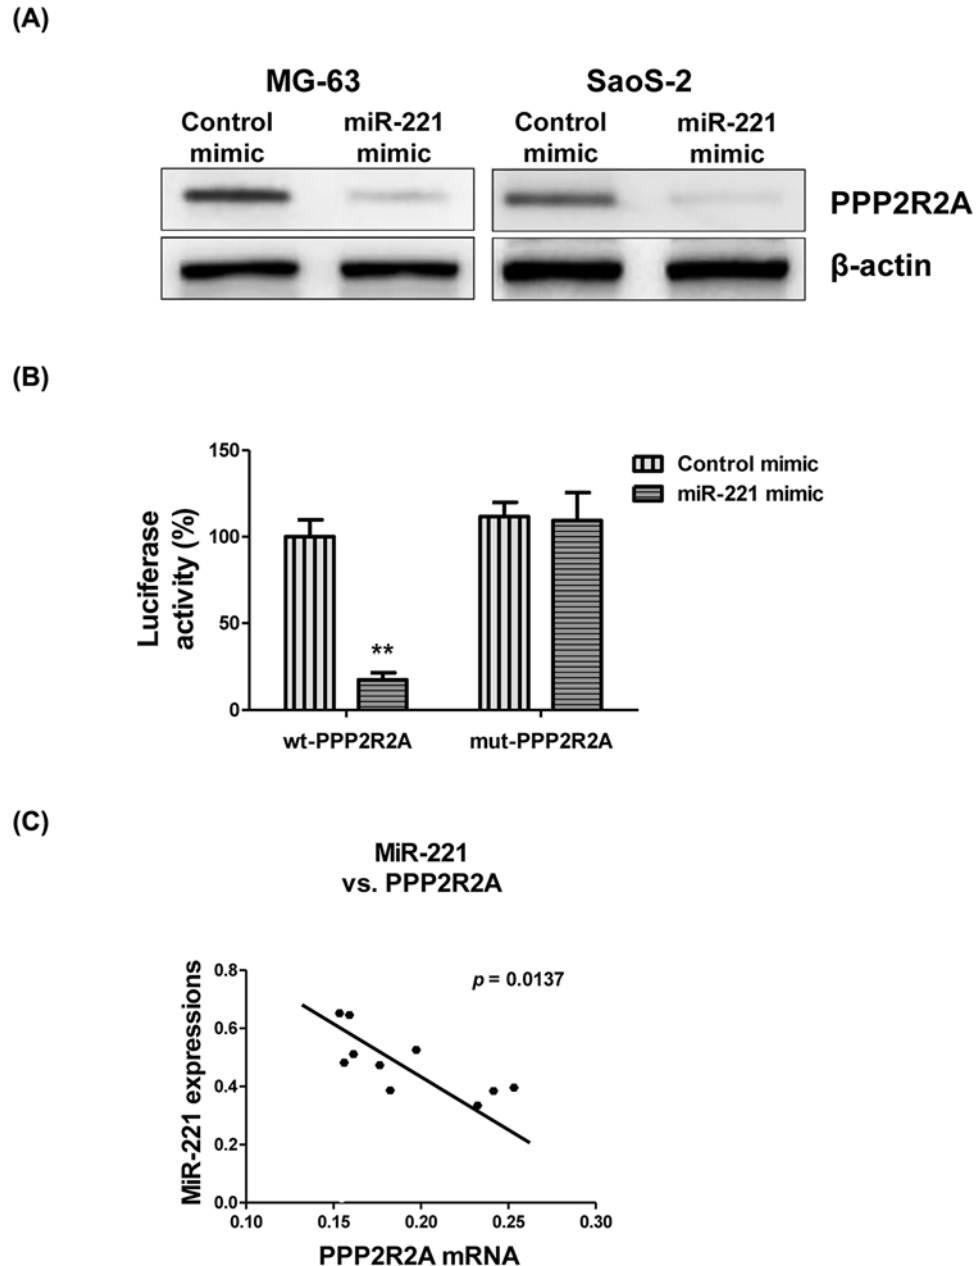 (A)
MG-63
SaoS-2
Control
mimic
miR-221
mimic
Control
mimic
miR-221
mimic
PPP2R2A
β-actin
(B)
150
100
50
0
Luciferase
activity (%)
Control mimic
miR-221 mimic
**
wt-PPP2R2A
mut-PPP2R2A
(C)
MiR-221
vs. PPP2R2A
p = 0.0137
MiR-221 expressions
0.8
0.6
0.4
0.2
0.0
0.10
0.15
0.20
0.25
0.30
PPP2R2A mRNA